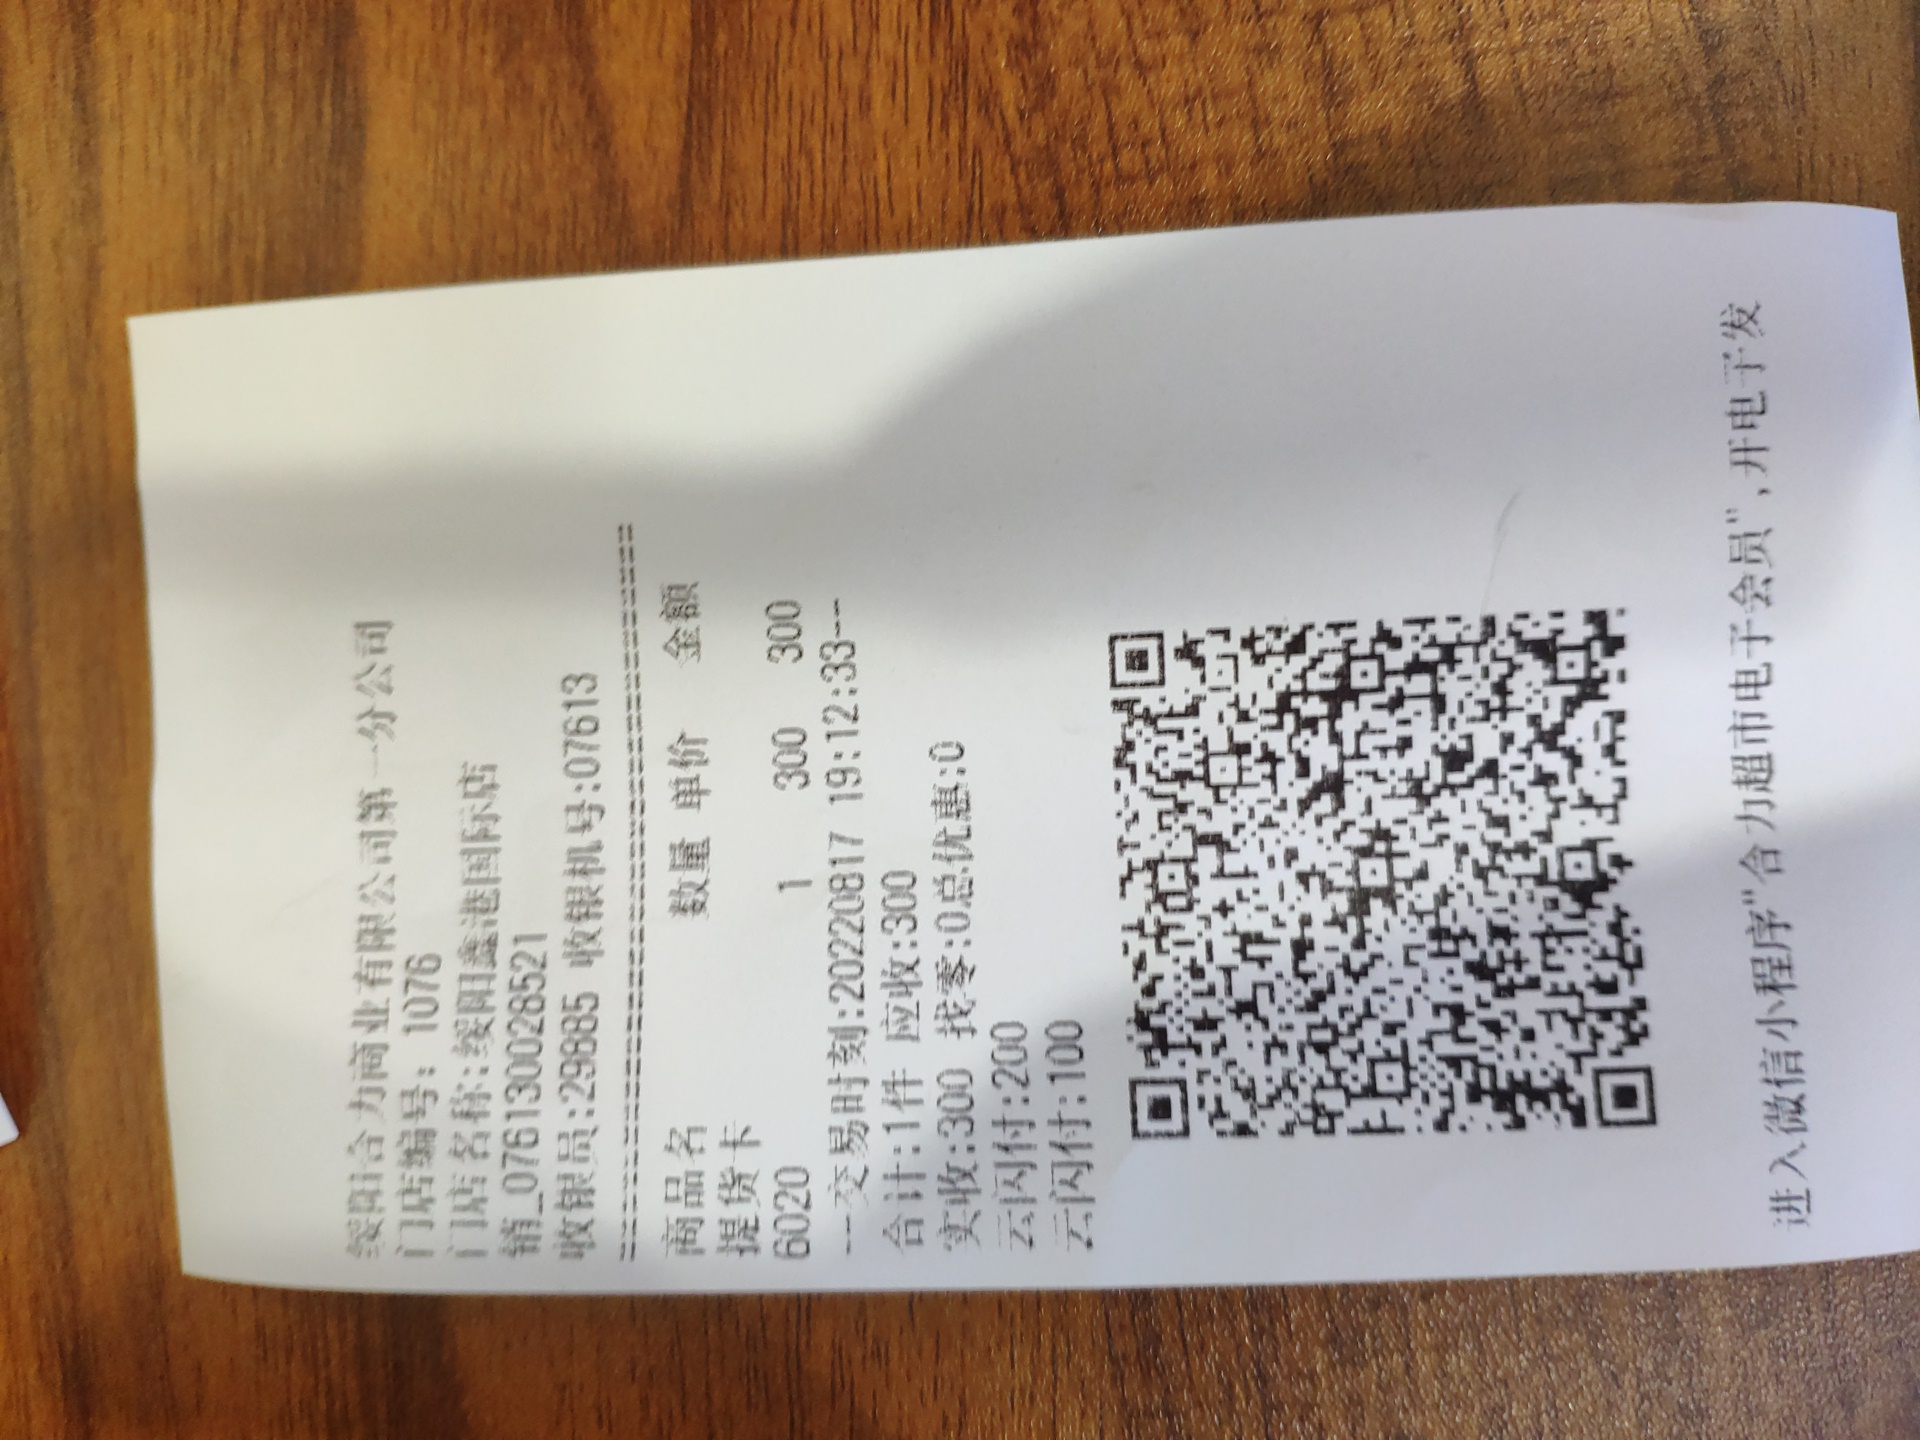 绥阳合力商业有限公司第一分公司
门店编号: 1076
门店名称:绥阳鑫港国际店
销_0761300028521
收银员:29885 收银机号:07613
商品名 数量 单价 金额
提货卡
6020 1 300 300
---交易时刻:20220817 19:12:33---
合计:1件 应收:300
实收:300 找零:0总优惠:0
云闪付:200
云闪付:100
进入微信小程序"合力超市电子会员",开电子发